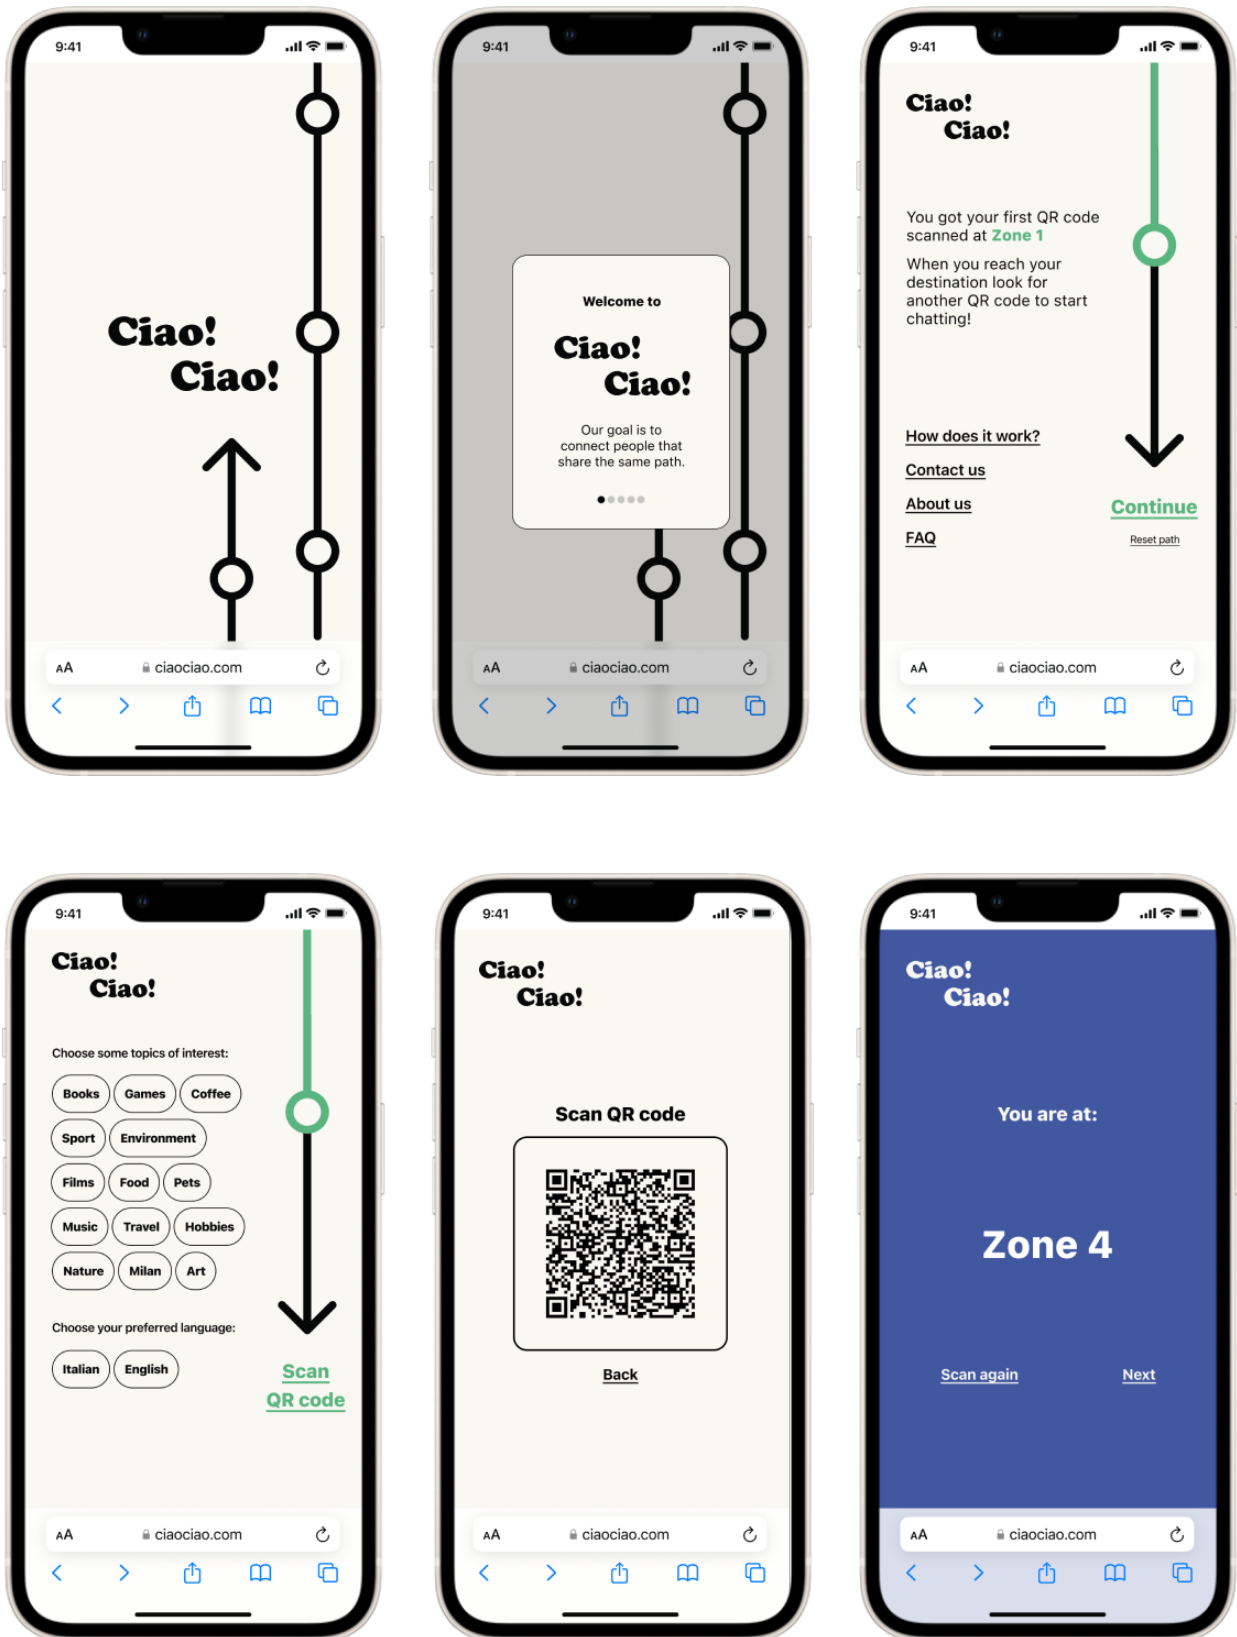 9:41
Ciao!
Ciao!
AA
ciaociao.com
9:41
Welcome to
Ciao!
Ciao!
Our goal is to
connect people that
share the same path.
AA
ciaociao.com
9:41
Ciao!
Ciao!
You got your first QR code
scanned at Zone 1
When you reach your
destination look for
another QR code to start
chatting!
How does it work?
Contact us
About us
FAQ
Continue
Reset path
AA
ciaociao.com
9:41
Ciao!
Ciao!
Choose some topics of interest:
Books Games Coffee
Sport Environment
Films Food Pets
Music Travel Hobbies
Nature Milan Art
Choose your preferred language:
Italian English
Scan
QR code
AA
ciaociao.com
9:41
Ciao!
Ciao!
Scan QR code
Back
AA
ciaociao.com
9:41
Ciao!
Ciao!
You are at:
Zone 4
Scan again Next
AA
ciaociao.com